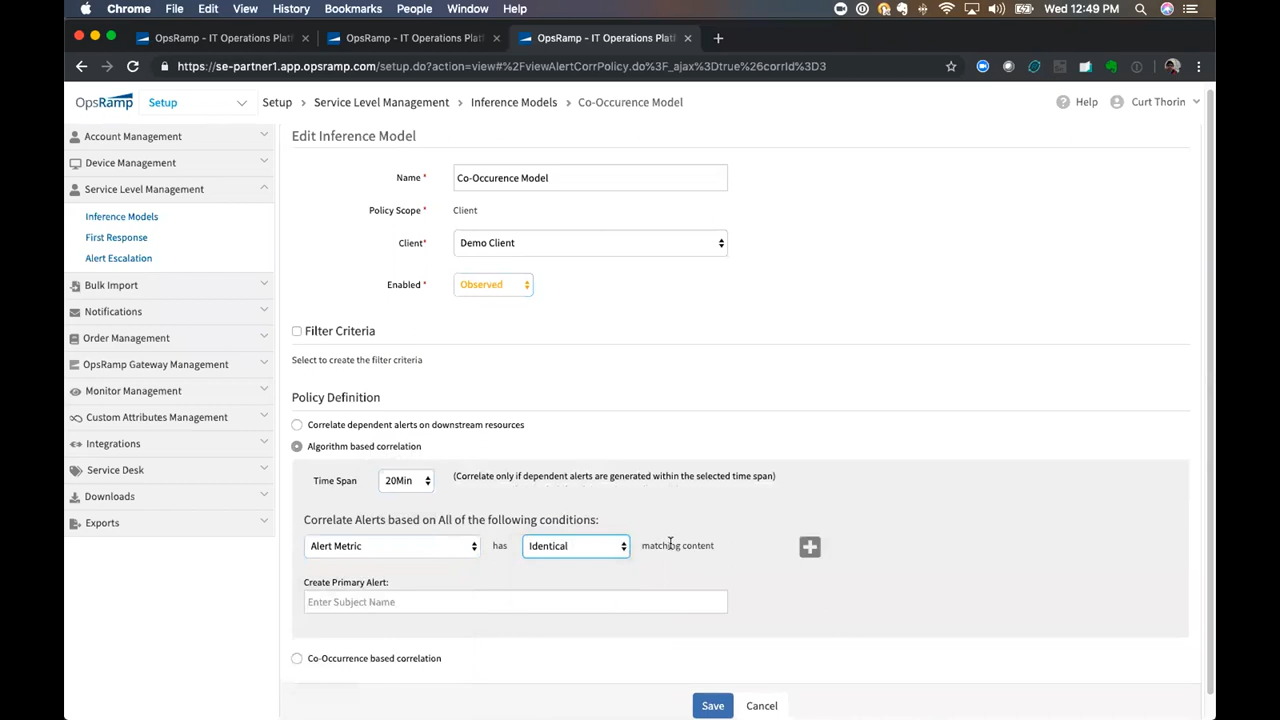 Chrome File Edit View History Bookmarks People Window Help Wed 12:49 PM
OpsRamp - IT Operations Platf OpsRamp - IT Operations Platf OpsRamp - IT Operations Platf
https://se-partner1.app.opsramp.com/setup.do?action=view#%2FviewAlertCorrPolicy.do%3F_ajax%3Dtrue%26corrId%3D3
OpsRamp Setup Setup > Service Level Management > Inference Models > Co-Occurence Model Help Curt Thorin
Account Management
Device Management
Service Level Management
Inference Models
First Response
Alert Escalation
Bulk Import
Notifications
Order Management
OpsRamp Gateway Management
Monitor Management
Custom Attributes Management
Integrations
Service Desk
Downloads
Exports
Edit Inference Model
Name * Co-Occurence Model
Policy Scope * Client
Client* Demo Client
Enabled * Observed
Filter Criteria
Select to create the filter criteria
Policy Definition
Correlate dependent alerts on downstream resources
Algorithm based correlation
Time Span 20Min (Correlate only if dependent alerts are generated within the selected time span)
Correlate Alerts based on All of the following conditions:
Alert Metric has Identical matching content
Create Primary Alert:
Enter Subject Name
Co-Occurrence based correlation
Save Cancel